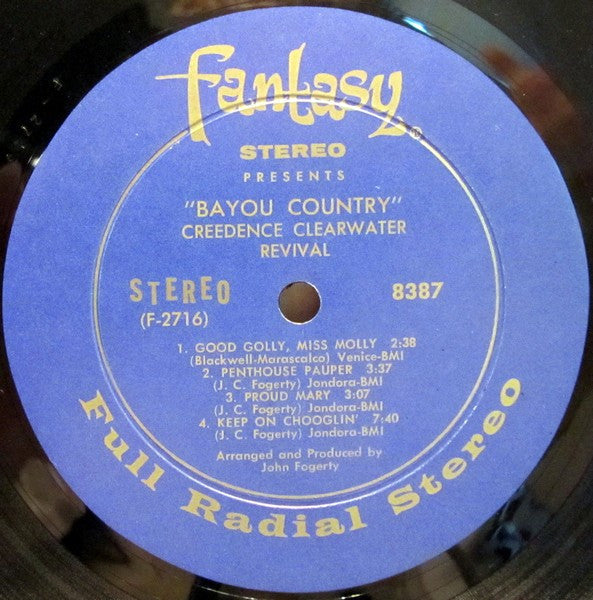 Fantasy®
STEREO
PRESENTS
"BAYOU COUNTRY"
CREEDENCE CLEARWATER
REVIVAL
STEREO 8387
(F-2716)
1. GOOD GOLLY, MISS MOLLY 2:38
(Blackwell-Marascalco) Venice-BMI
2. PENTHOUSE PAUPER 3:37
(J. C. Fogerty) Jondora-BMI
3. PROUD MARY 3:07
(J. C. Fogerty) Jondora-BMI
4. KEEP ON CHOOGLIN' 7:40
(J. C. Fogerty) Jondora-BMI
Arranged and Produced by
John Fogerty
Full Radial Stereo